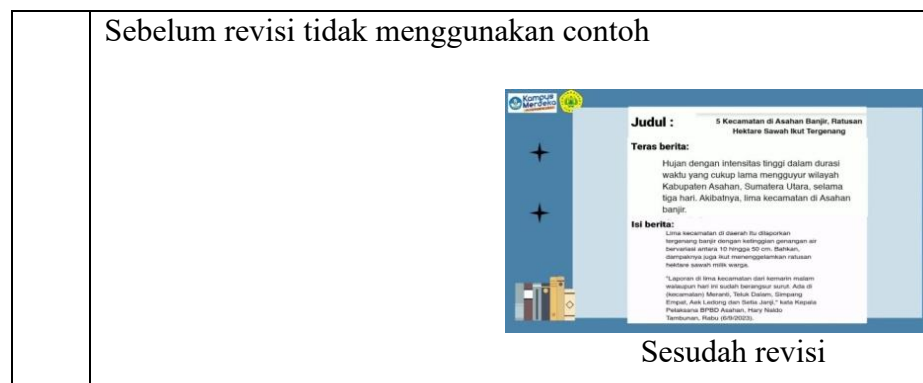 Sebelum revisi tidak menggunakan contoh
Kampus
Merdeka
Judul :
5 Kecamatan di Asahan Banjir, Ratusan
Hektare Sawah Ikut Tergenang
Teras berita:
Hujan dengan intensitas tinggi dalam durasi
waktu yang cukup lama mengguyur wilayah
Kabupaten Asahan, Sumatera Utara, selama
tiga hari. Akibatnya, lima kecamatan di Asahan
banjir.
Isi berita:
Lima kecamatan di daerah itu dilaporkan
tergenang banjir dengan ketinggian genangan air
bervariasi antara 10 hingga 50 cm. Bahkan,
dampaknya juga ikut menenggelamkan ratusan
hektare sawah milik warga.
"Laporan di lima kecamatan dari kemarin malam
walaupun hari ini sudah berangsur surut. Ada di
(kecamatan) Meranti, Teluk Dalam, Simpang
Empat, Aek Ledong dan Setia Janji," kata Kepala
Pelaksana BPBD Asahan, Hary Naldo
Tambunan, Rabu (6/9/2023).
Sesudah revisi